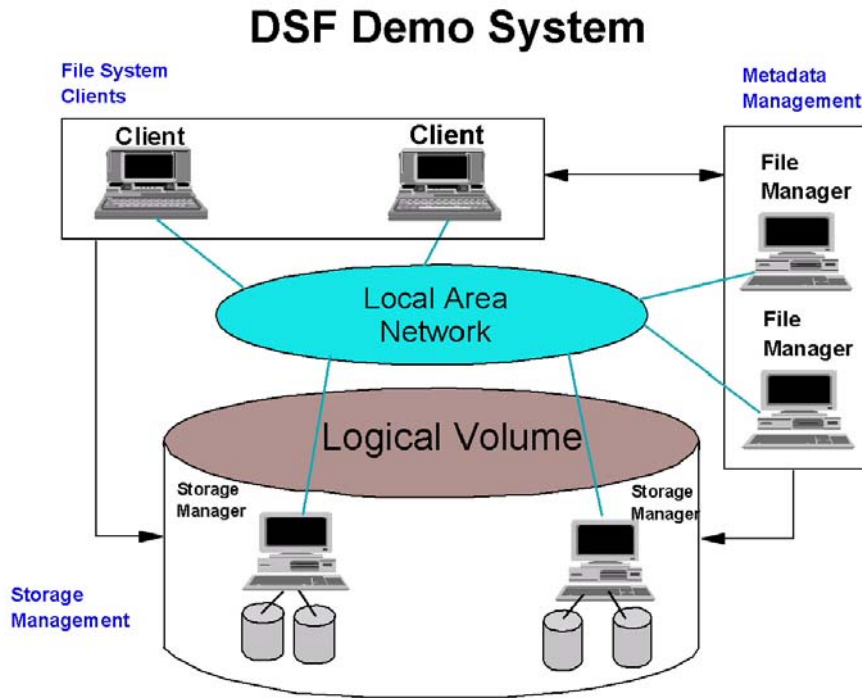 DSF Demo System
File System
Clients
Metadata
Management
Client
Client
File
Manager
Local Area
Network
File
Manager
Logical Volume
Storage
Manager
Storage
Manager
Storage
Management